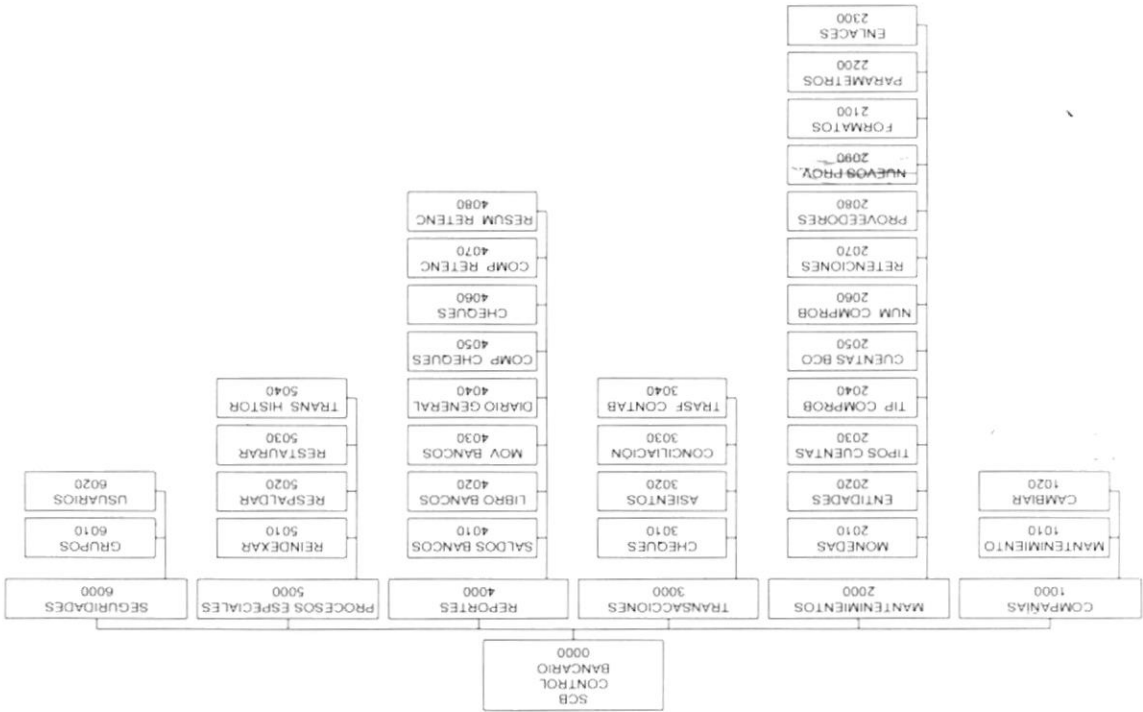 SCB
CONTROL
BANCARIO
0000
COMPAÑIAS
1000
MANTENIMIENTO
1010
CAMBIAR
1020
MANTENIMIENTOS
2000
MONEDAS
2010
ENTIDADES
2020
TIPOS CUENTAS
2030
TIP COMPROB
2040
CUENTAS BCO
2050
NUM COMPROB
2060
RETENCIONES
2070
PROVEEDORES
2080
NUEVOS PROV.
2090
FORMATOS
2100
PARAMETROS
2200
ENLACES
2300
TRANSACCIONES
3000
CHEQUES
3010
ASIENTOS
3020
CONCILIACIÓN
3030
TRASF CONTAB
3040
REPORTES
4000
SALDOS BANCOS
4010
LIBRO BANCOS
4020
MOV BANCOS
4030
DIARIO GENERAL
4040
COMP CHEQUES
4050
CHEQUES
4060
COMP RETENC
4070
RESUM RETENC
4080
PROCESOS ESPECIALES
5000
REINDEXAR
5010
RESPALDAR
5020
RESTAURAR
5030
TRANS HISTOR
5040
SEGURIDADES
6000
GRUPOS
6010
USUARIOS
6020